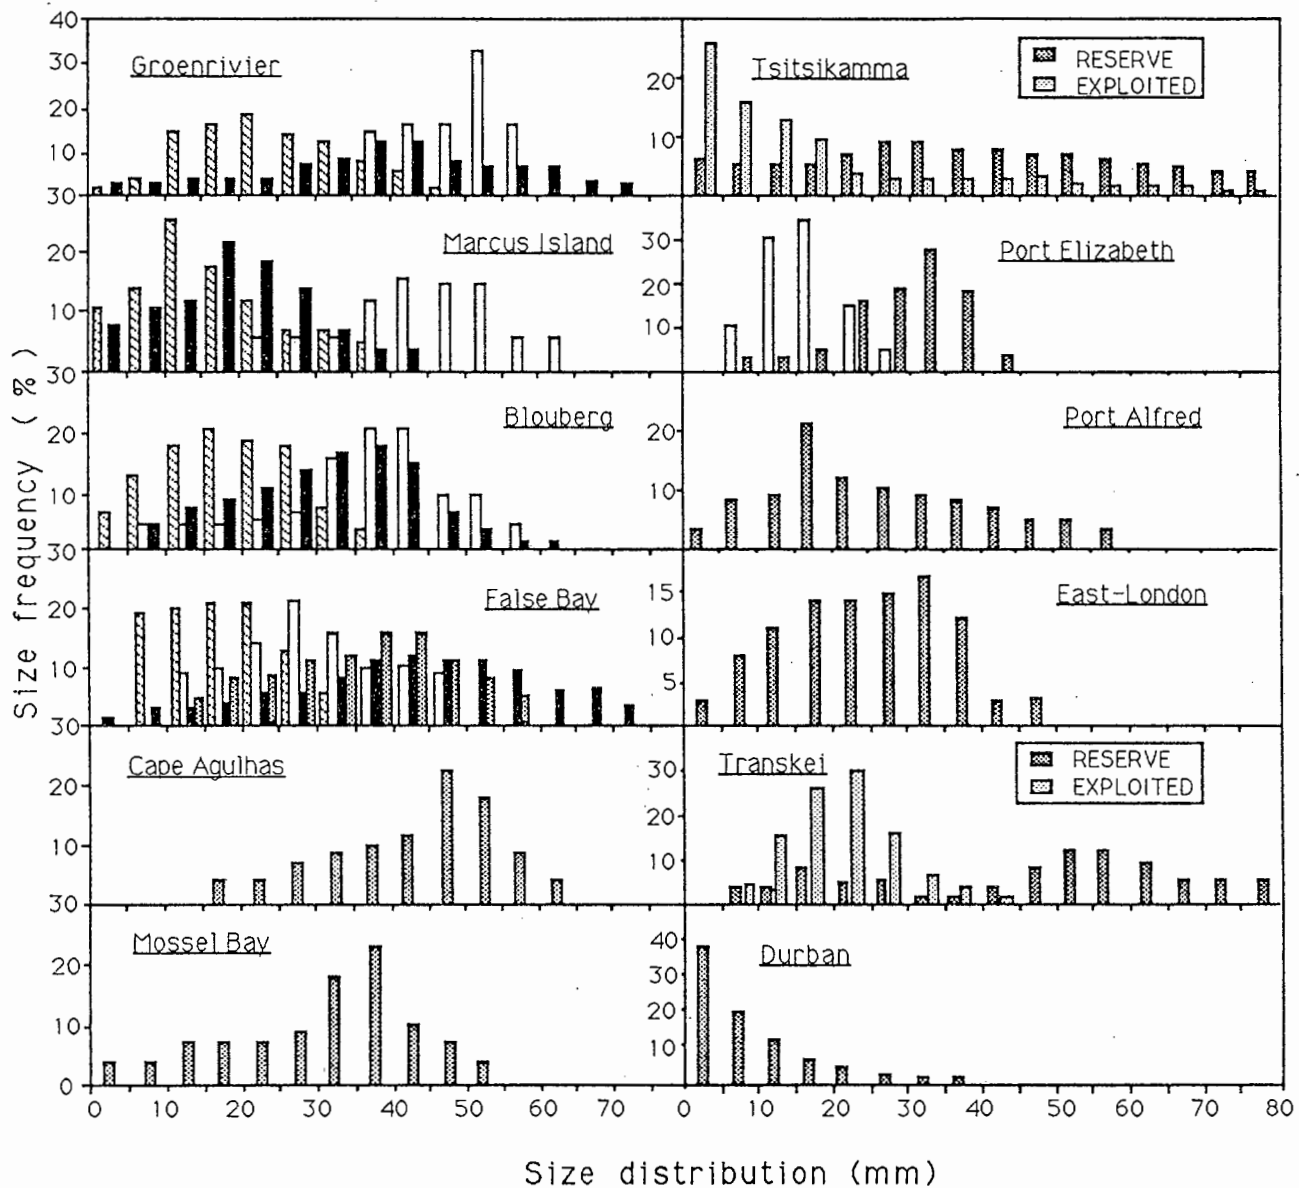 40
30
20
10
30
Groenrivier
20
10
Tsitsikamma
RESERVE
EXPLOITED
20
10
30
Marcus Island
30
20
10
Port Elizabeth
20
10
30
Blouberg
20
10
Port Alfred
20
10
30
False Bay
15
10
5
East-London
20
10
30
Cape Agulhas
30
20
10
Transkei
RESERVE
EXPLOITED
20
10
0
Mossel Bay
40
30
20
10
Durban
0 10 20 30 40 50 60 70
0 10 20 30 40 50 60 70 80
Size frequency (%)
Size distribution (mm)